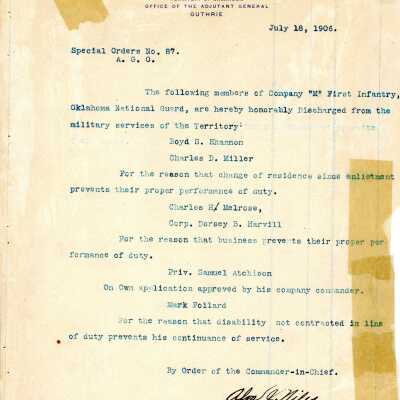 OFFICE OF THE ADJUTANT GENERAL
GUTHRIE
July 18, 1906.
Special Orders No. 87.
A. G. O.
The following members of Company "M" First Infantry,
Oklahoma National Guard, are hereby honorably Discharged from the
military services of the Territory:
Boyd S. Shannon
Charles D. Miller
For the reason that change of residence since enlistment
prevents their proper performance of duty.
Charles H/ Melrose,
Corp. Dorsey B. Harvill
For the reason that business prevents their proper per
formance of duty.
Priv. Samuel Atchison
On Own application approved by his company commander.
Mark Pollard
For the reason that disability not contracted in line
of duty prevents his continuance of service.
By Order of the Commander-in-Chief.